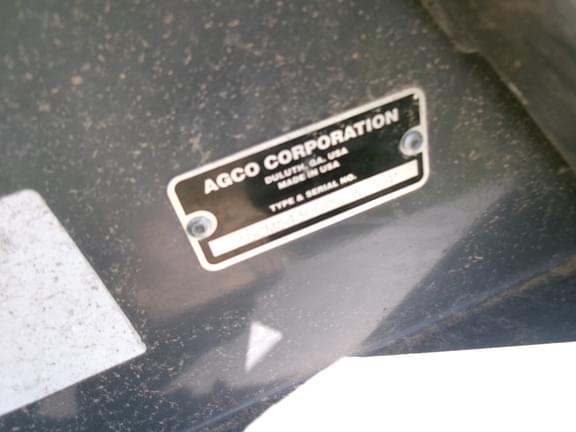 AGCO CORPORATION
DULUTH, GA. USA
MADE IN USA
TYPE & SERIAL NO.